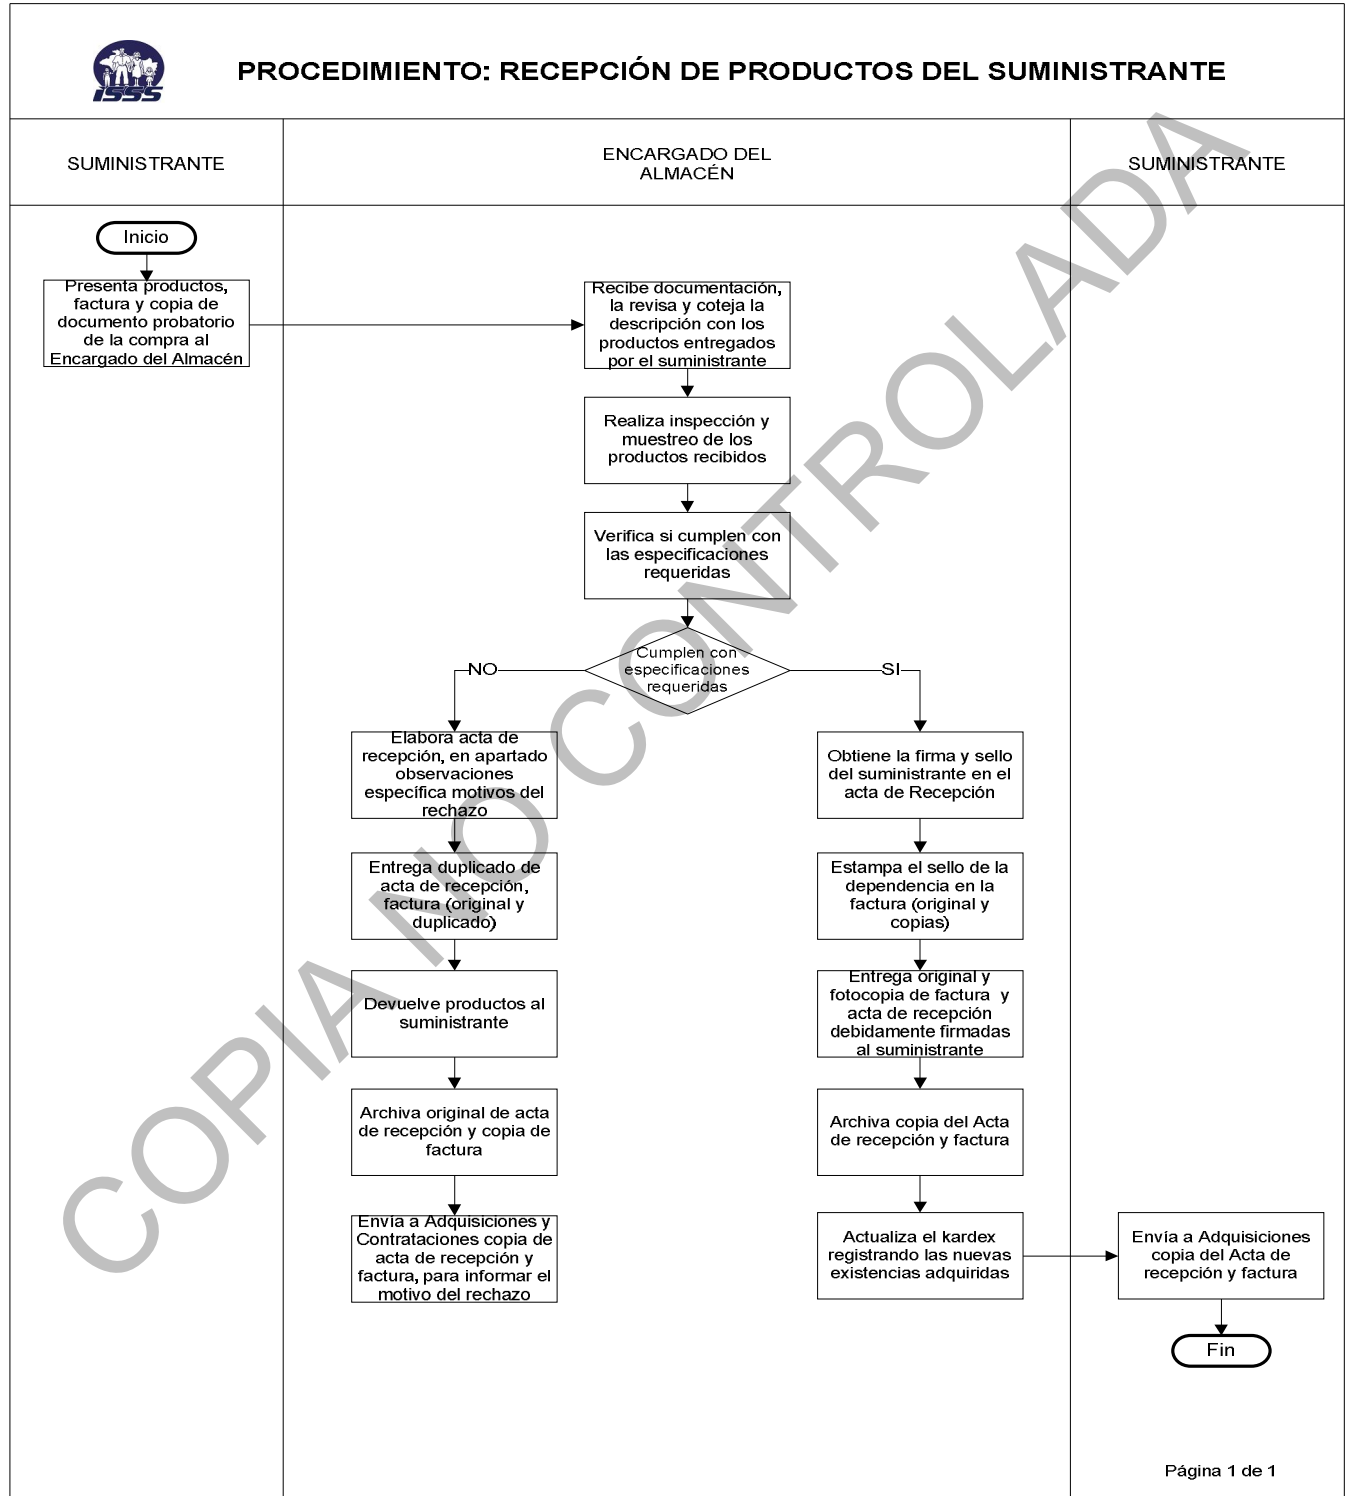 ISSS
PROCEDIMIENTO: RECEPCIÓN DE PRODUCTOS DEL SUMINISTRANTE
SUMINISTRANTE
ENCARGADO DEL
ALMACÉN
SUMINISTRANTE
Inicio
Presenta productos,
factura y copia de
documento probatorio
de la compra al
Encargado del Almacén
Recibe documentación,
la revisa y coteja la
descripción con los
productos entregados
por el suministrante
Realiza inspección y
muestreo de los
productos recibidos
Verifica si cumplen con
las especificaciones
requeridas
Cumplen con
especificaciones
requeridas
NO
SI
Elabora acta de
recepción, en apartado
observaciones
específica motivos del
rechazo
Entrega duplicado de
acta de recepción,
factura (original y
duplicado)
Devuelve productos al
suministrante
Archiva original de acta
de recepción y copia de
factura
Envía a Adquisiciones y
Contrataciones copia de
acta de recepción y
factura, para informar el
motivo del rechazo
Obtiene la firma y sello
del suministrante en el
acta de Recepción
Estampa el sello de la
dependencia en la
factura (original y
copias)
Entrega original y
fotocopia de factura y
acta de recepción
debidamente firmadas
al suministrante
Archiva copia del Acta
de recepción y factura
Actualiza el kardex
registrando las nuevas
existencias adquiridas
Envía a Adquisiciones
copia del Acta de
recepción y factura
Fin
Página 1 de 1
COPIA NO CONTROLADA